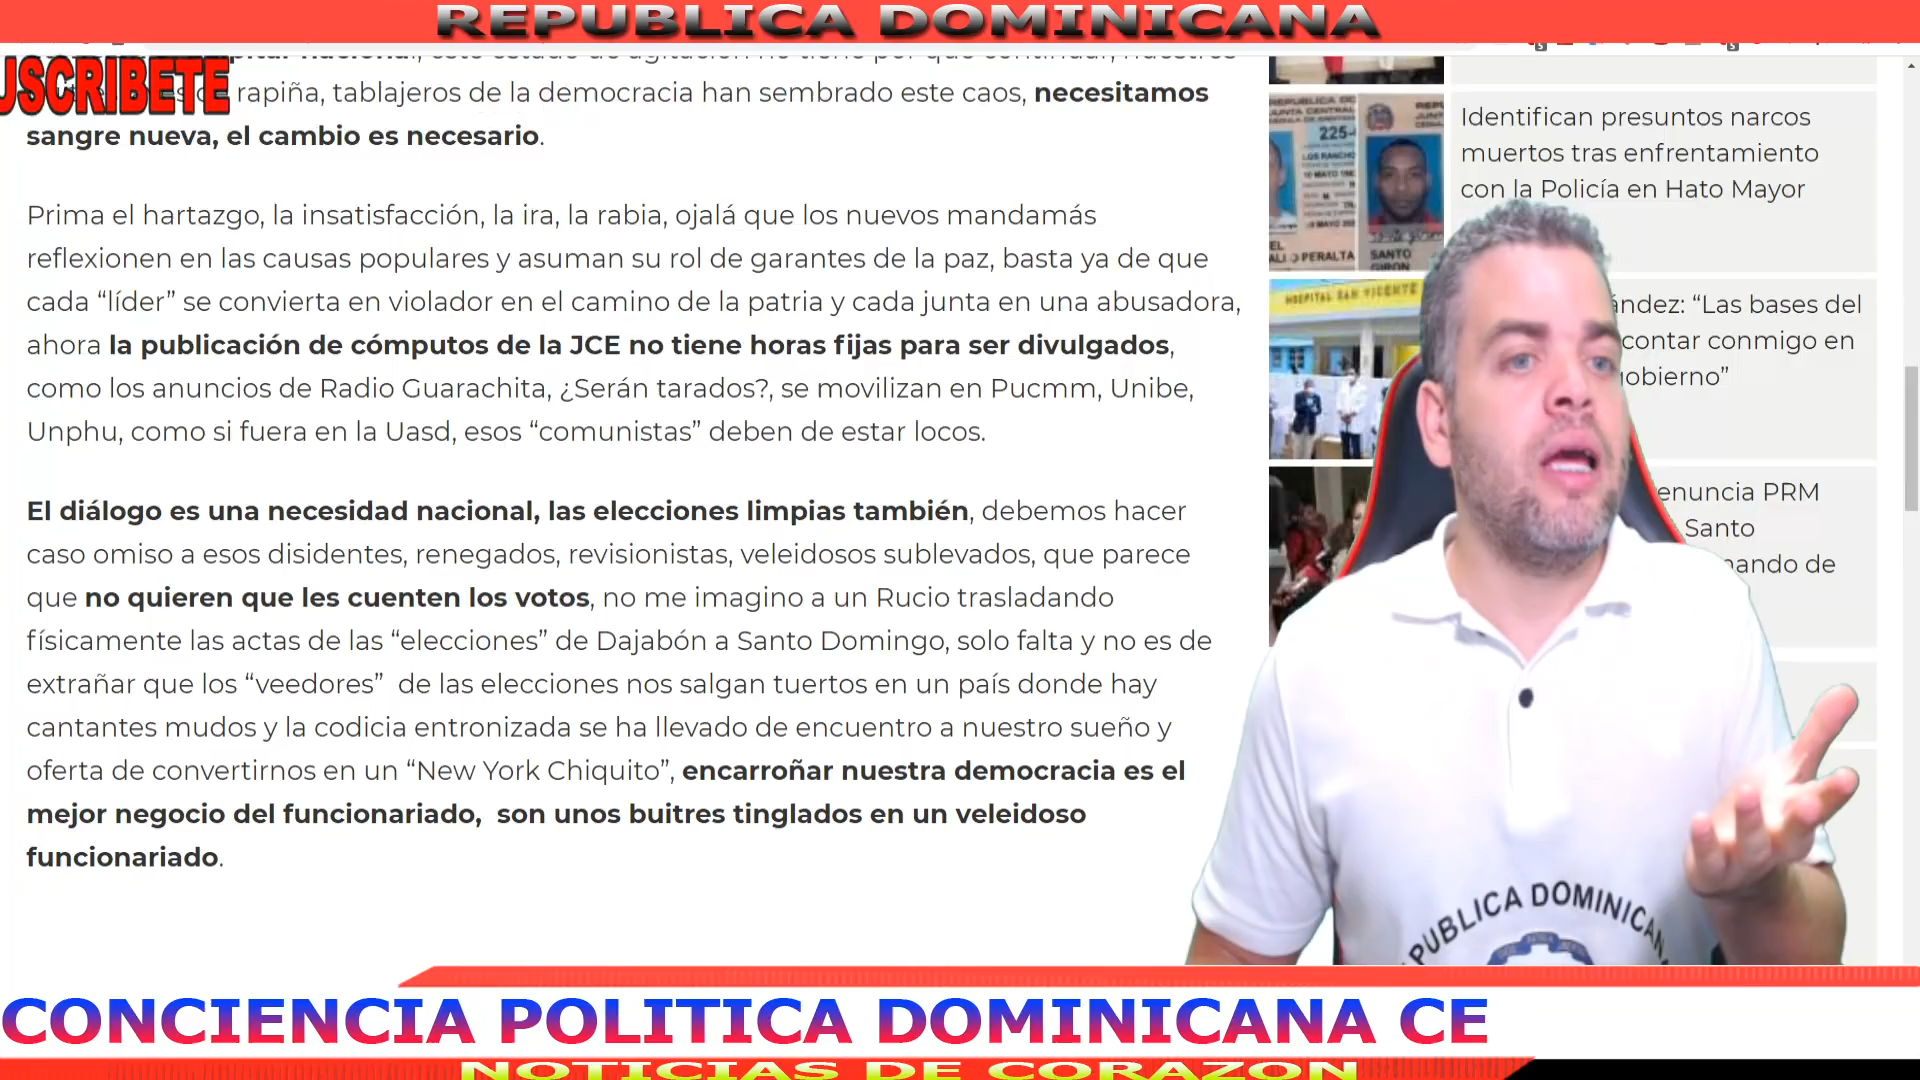 REPUBLICA DOMINICANA
USCRIBETE
rapiña, tablajeros de la democracia han sembrado este caos, necesitamos
sangre nueva, el cambio es necesario.
Prima el hartazgo, la insatisfacción, la ira, la rabia, ojalá que los nuevos mandamás
reflexionen en las causas populares y asuman su rol de garantes de la paz, basta ya de que
cada “líder” se convierta en violador en el camino de la patria y cada junta en una abusadora,
ahora la publicación de cómputos de la JCE no tiene horas fijas para ser divulgados,
como los anuncios de Radio Guarachita, ¿Serán tarados?, se movilizan en Pucmm, Unibe,
Unphu, como si fuera en la Uasd, esos “comunistas” deben de estar locos.
El diálogo es una necesidad nacional, las elecciones limpias también, debemos hacer
caso omiso a esos disidentes, renegados, revisionistas, veleidosos sublevados, que parece
que no quieren que les cuenten los votos, no me imagino a un Rucio trasladando
físicamente las actas de las “elecciones” de Dajabón a Santo Domingo, solo falta y no es de
extrañar que los “veedores” de las elecciones nos salgan tuertos en un país donde hay
cantantes mudos y la codicia entronizada se ha llevado de encuentro a nuestro sueño y
oferta de convertirnos en un “New York Chiquito”, encarroñar nuestra democracia es el
mejor negocio del funcionariado, son unos buitres tinglados en un veleidoso
funcionariado.
225-
PERALTA
SANTO
GIRON
Identifican presuntos narcos
muertos tras enfrentamiento
con la Policía en Hato Mayor
HOSPITAL SAN VICENTE
ández: “Las bases del
contar conmigo en
obierno”
enuncia PRM
Santo
ando de
PUBLICA DOMINICAN
CONCIENCIA POLITICA DOMINICANA CE
NOTICIAS DE CORAZON